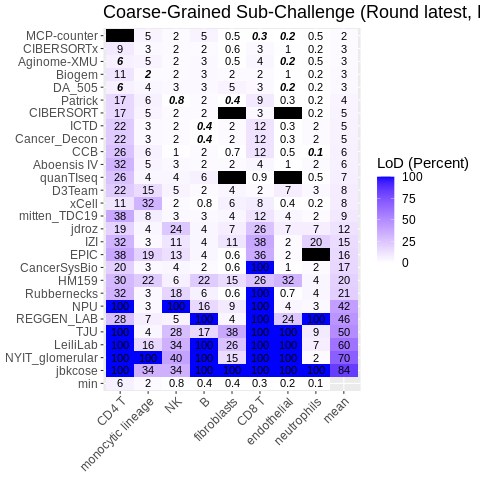 Coarse-Grained Sub-Challenge (Round latest,
MCP-counter 5 2 5 0.5 0.3 0.2 0.5 2
CIBERSORTx 9 3 2 2 0.6 3 1 0.2 3
Aginome-XMU 6 5 2 3 0.5 4 0.2 0.5 3
Biogem 11 2 3 2 2 2 1 0.2 3
DA_505 6 4 3 3 5 3 0.2 0.2 3
Patrick 17 6 0.8 2 0.4 9 0.3 0.2 4
CIBERSORT 17 5 2 2 3 0.2 5
ICTD 22 3 2 0.4 2 12 0.3 2 5
Cancer_Decon 22 3 2 0.4 2 12 0.3 2 5
CCB 26 6 1 2 0.7 12 0.5 0.1 6
Aboensis IV 32 5 3 2 2 4 1 2 6
quanTIseq 26 4 4 6 0.9 0.5 7
D3Team 22 15 5 2 4 2 7 3 8
xCell 11 32 2 0.8 6 8 0.4 0.2 8
mitten_TDC19 38 8 3 3 4 12 4 2 9
jdroz 19 4 24 4 7 26 7 7 12
IZI 32 3 11 4 11 38 2 20 15
EPIC 38 19 13 4 0.6 36 2 16
CancerSysBio 20 3 4 2 0.6 100 1 2 17
HM159 30 22 6 22 15 26 32 4 20
Rubbernecks 32 3 18 6 0.6 100 0.7 4 21
NPU 100 3 100 16 9 100 4 3 42
REGGEN_LAB 28 7 5 100 4 100 24 100 46
TJU 100 4 28 17 38 100 100 9 50
LeiliLab 100 16 34 100 26 100 100 7 60
NYIT_glomerular 100 100 40 100 15 100 100 2 70
jbkcose 100 34 34 100 100 100 100 100 84
min 6 2 0.8 0.4 0.4 0.3 0.2 0.1
CD4 T
monocytic lineage
NK
B
fibroblasts
CD8 T
endothelial
neutrophils
mean
LoD (Percent)
100
75
50
25
0